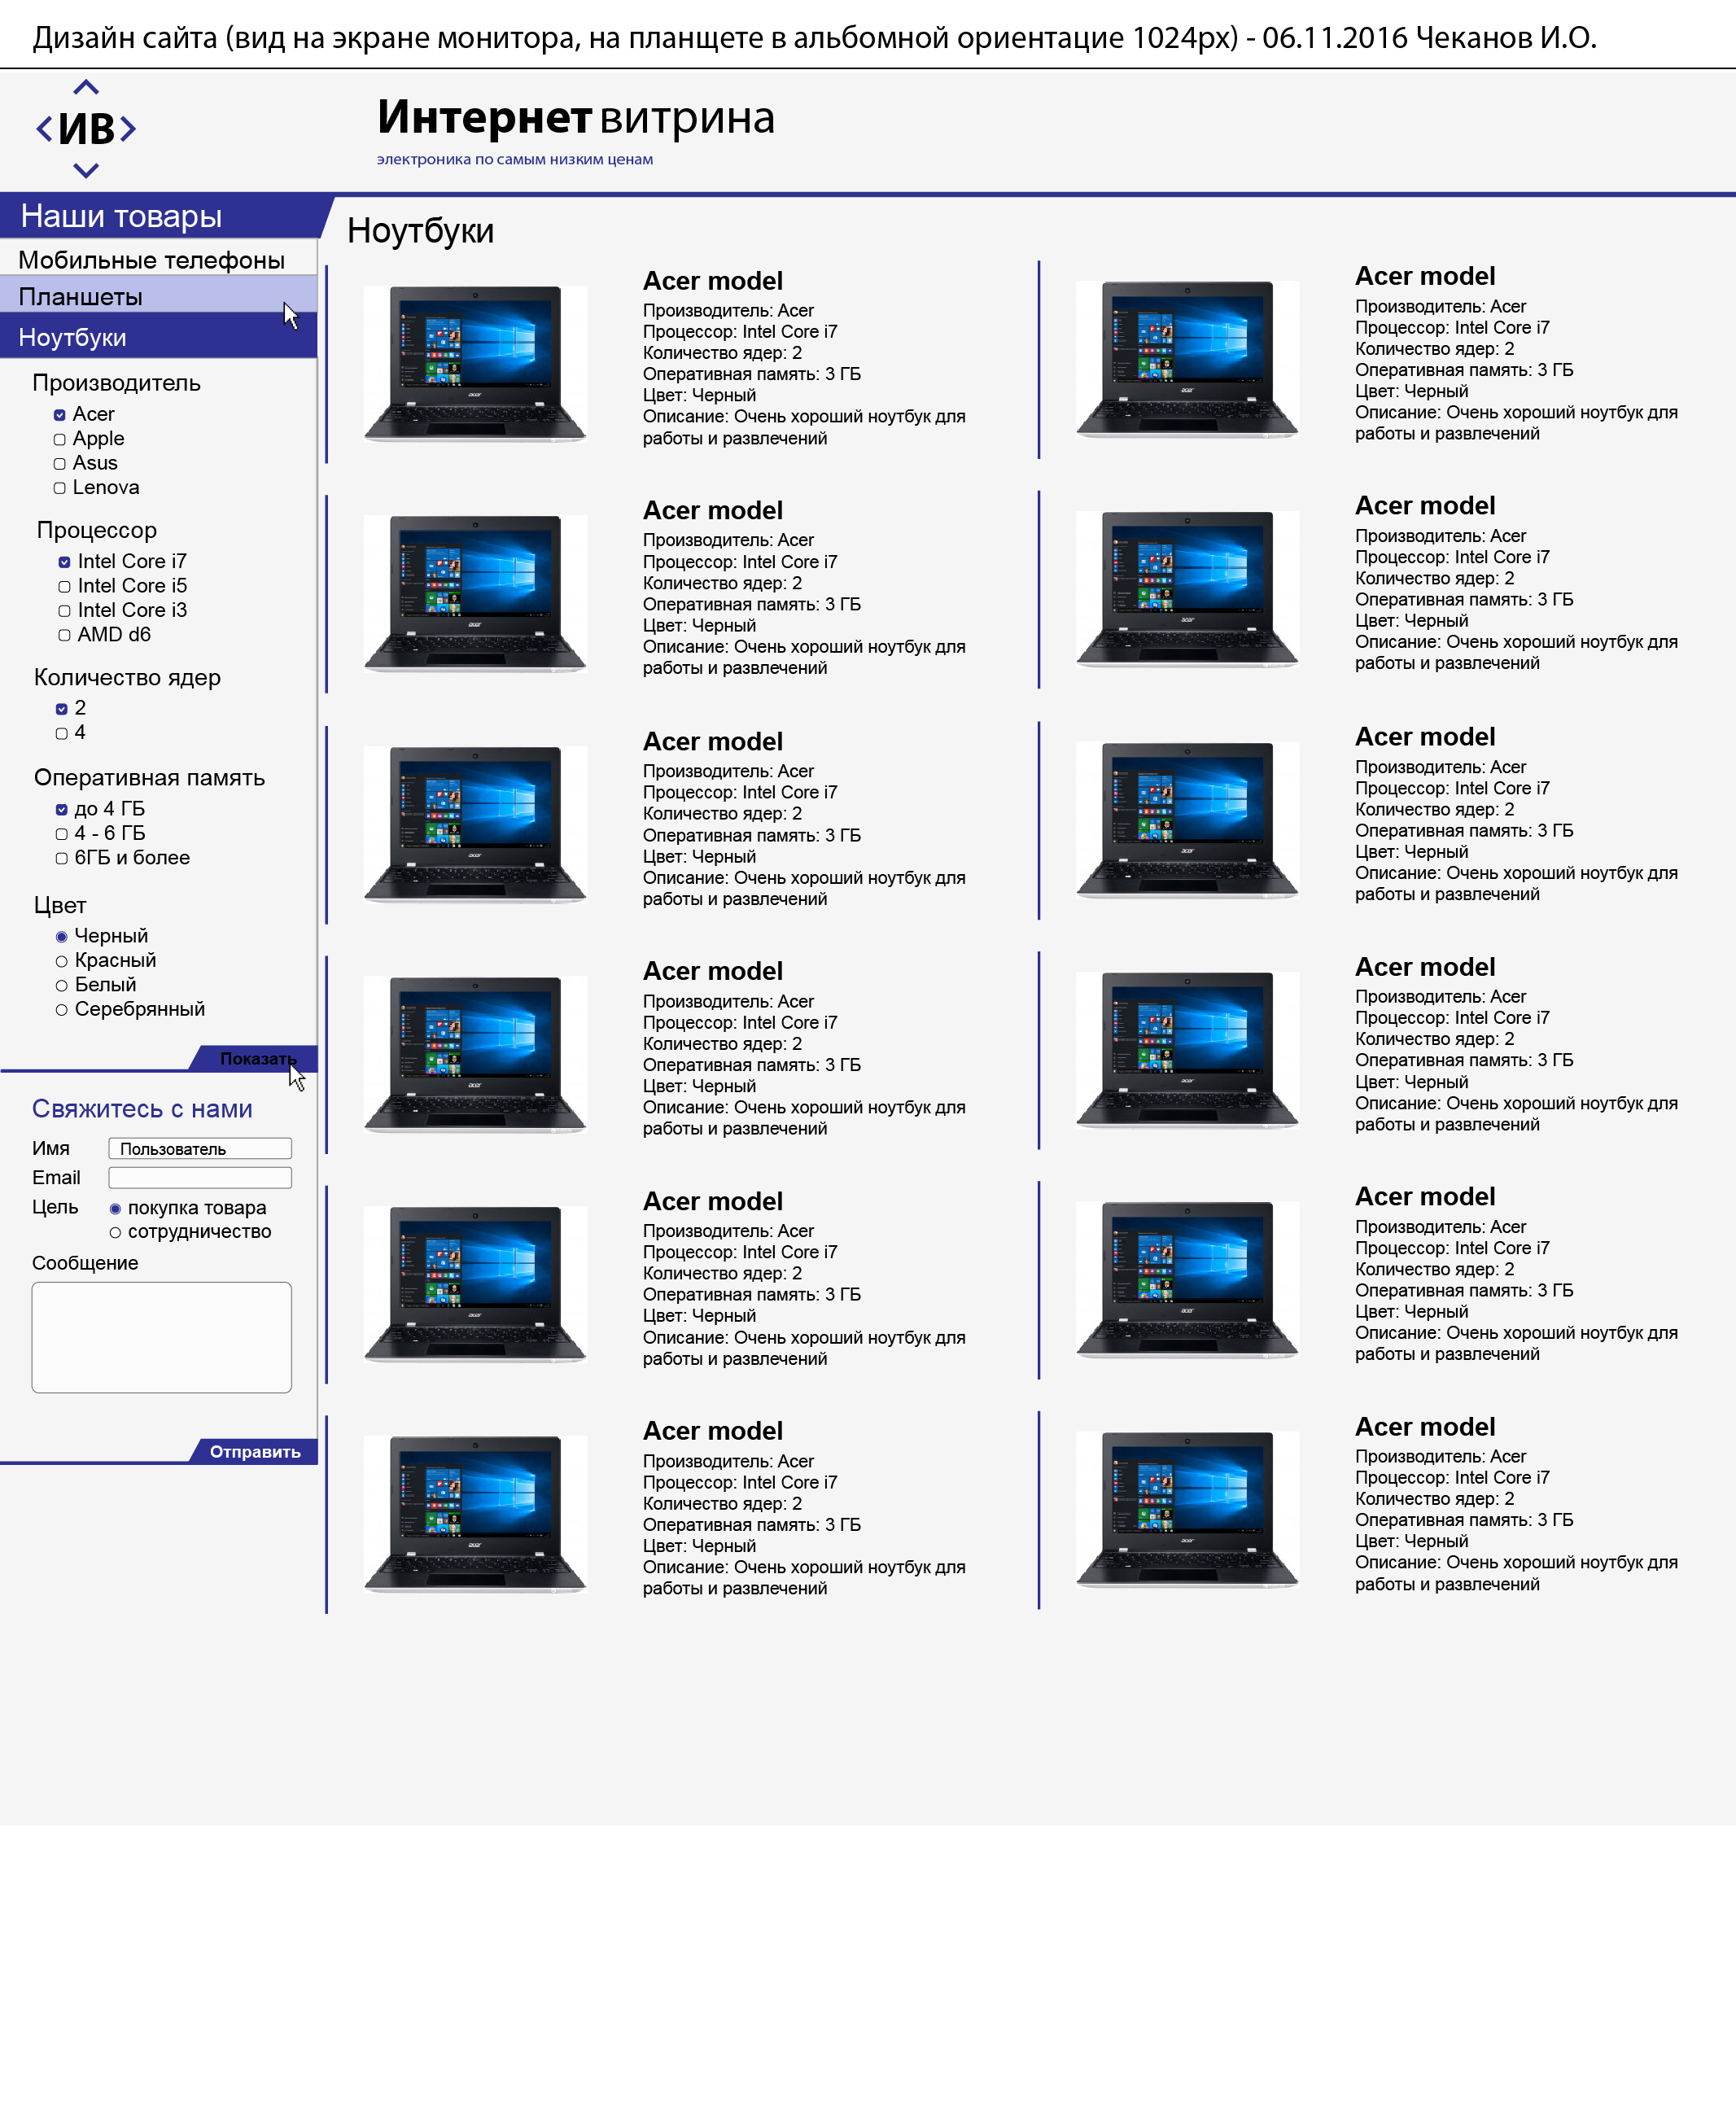 Дизайн сайта (вид на экране монитора, на планщете в альбомной ориентацие 1024px) - 06.11.2016 Чеканов И.О.
ИВ
Интернет витрина
электроника по самым низким ценам
Наши товары
Мобильные телефоны
Планшеты
Ноутбуки
Производитель
Acer
Apple
Asus
Lenova
Процессор
Intel Core i7
Intel Core i5
Intel Core i3
AMD d6
Количество ядер
2
4
Оперативная память
до 4 ГБ
4 - 6 ГБ
6ГБ и более
Цвет
Черный
Красный
Белый
Серебрянный
Показать
Свяжитесь с нами
Имя Пользователь
Email
Цель покупка товара
сотрудничество
Сообщение
Отправить
Ноутбуки
Acer model
Производитель: Acer
Процессор: Intel Core i7
Количество ядер: 2
Оперативная память: 3 ГБ
Цвет: Черный
Описание: Очень хороший ноутбук для
работы и развлечений
Acer model
Производитель: Acer
Процессор: Intel Core i7
Количество ядер: 2
Оперативная память: 3 ГБ
Цвет: Черный
Описание: Очень хороший ноутбук для
работы и развлечений
Acer model
Производитель: Acer
Процессор: Intel Core i7
Количество ядер: 2
Оперативная память: 3 ГБ
Цвет: Черный
Описание: Очень хороший ноутбук для
работы и развлечений
Acer model
Производитель: Acer
Процессор: Intel Core i7
Количество ядер: 2
Оперативная память: 3 ГБ
Цвет: Черный
Описание: Очень хороший ноутбук для
работы и развлечений
Acer model
Производитель: Acer
Процессор: Intel Core i7
Количество ядер: 2
Оперативная память: 3 ГБ
Цвет: Черный
Описание: Очень хороший ноутбук для
работы и развлечений
Acer model
Производитель: Acer
Процессор: Intel Core i7
Количество ядер: 2
Оперативная память: 3 ГБ
Цвет: Черный
Описание: Очень хороший ноутбук для
работы и развлечений
Acer model
Производитель: Acer
Процессор: Intel Core i7
Количество ядер: 2
Оперативная память: 3 ГБ
Цвет: Черный
Описание: Очень хороший ноутбук для
работы и развлечений
Acer model
Производитель: Acer
Процессор: Intel Core i7
Количество ядер: 2
Оперативная память: 3 ГБ
Цвет: Черный
Описание: Очень хороший ноутбук для
работы и развлечений
Acer model
Производитель: Acer
Процессор: Intel Core i7
Количество ядер: 2
Оперативная память: 3 ГБ
Цвет: Черный
Описание: Очень хороший ноутбук для
работы и развлечений
Acer model
Производитель: Acer
Процессор: Intel Core i7
Количество ядер: 2
Оперативная память: 3 ГБ
Цвет: Черный
Описание: Очень хороший ноутбук для
работы и развлечений
Acer model
Производитель: Acer
Процессор: Intel Core i7
Количество ядер: 2
Оперативная память: 3 ГБ
Цвет: Черный
Описание: Очень хороший ноутбук для
работы и развлечений
Acer model
Производитель: Acer
Процессор: Intel Core i7
Количество ядер: 2
Оперативная память: 3 ГБ
Цвет: Черный
Описание: Очень хороший ноутбук для
работы и развлечений